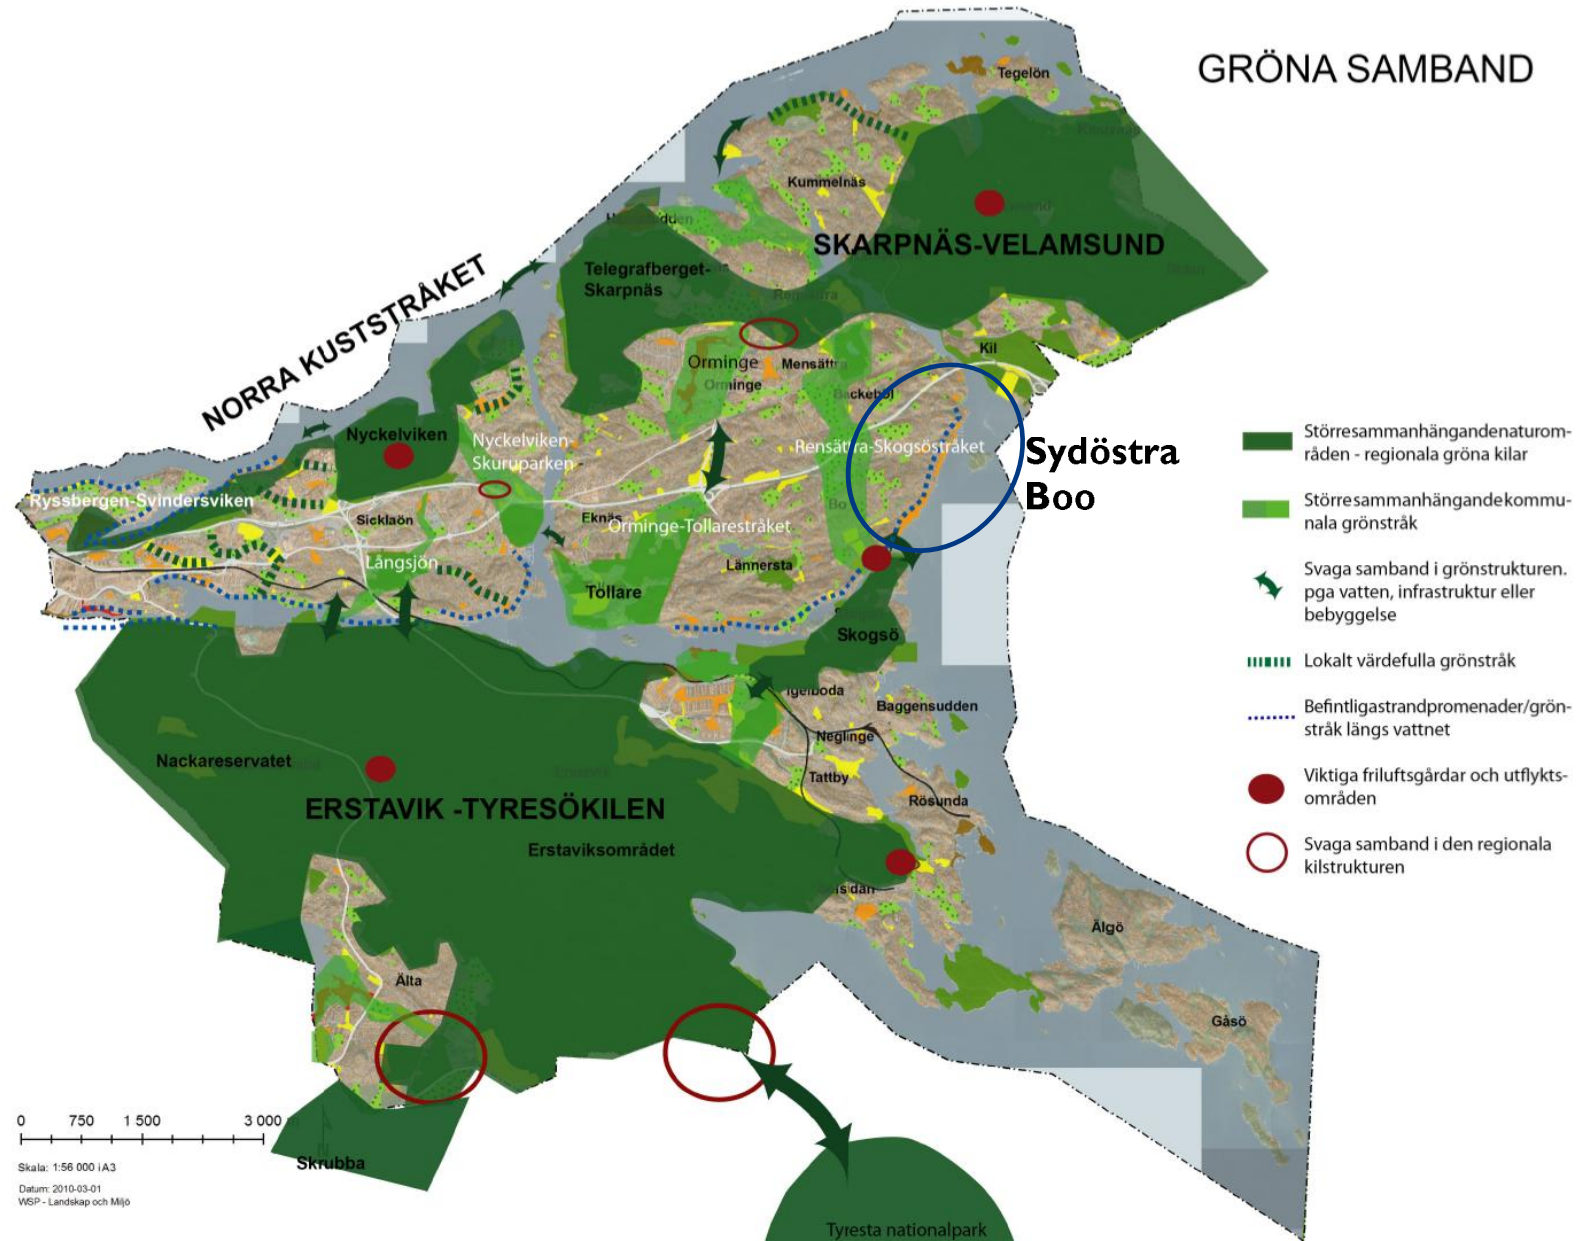 GRÖNA SAMBAND
Tegelön
Kummelnäs
SKARPNÄS-VELAMSUND
Telegrafberget-
Skarpnäs
NORRA KUSTSTRÅKET
Kil
Orminge
Mensättra
Orminge
Backeböl
Nyckelviken
Nyckelviken-
Skuruparken
Rensättra-Skogsöstråket
Sydöstra
Boo
Ryssbergen-Svindersviken
Sicklaön
Eknäs
Orminge-Tollarestråket
Bo
Långsjön
Lännersta
Tollare
Skogsö
Igelboda
Baggensudden
Neglinge
Nackareservatet
Tattby
Rösunda
ERSTAVIK -TYRESÖKILEN
Erstaviksområdet
Älgö
Älta
Gåsö
Skrubba
Tyresta nationalpark
Störresammanhängandenaturom-
råden - regionala gröna kilar
Störresammanhängandekommu-
nala grönstråk
Svaga samband i grönstrukturen.
pga vatten, infrastruktur eller
bebyggelse
Lokalt värdefulla grönstråk
Befintligastrandpromenader/grön-
stråk längs vattnet
Viktiga friluftsgårdar och utflykts-
områden
Svaga samband i den regionala
kilstrukturen
0 750 1 500 3 000 m
Skala: 1:56 000 i A3
Datum: 2010-03-01
WSP - Landskap och Miljö